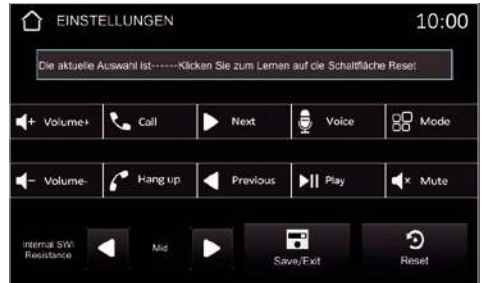 EINSTELLUNGEN 10:00
Die aktuelle Auswahl ist------Klicken Sie zum Lernen auf die Schaltfläche Reset
Volume+ Call Next Voice Mode
Volume- Hang up Previous Play Mute
Internal SWI Mid
Resistance
Save/Exit Reset